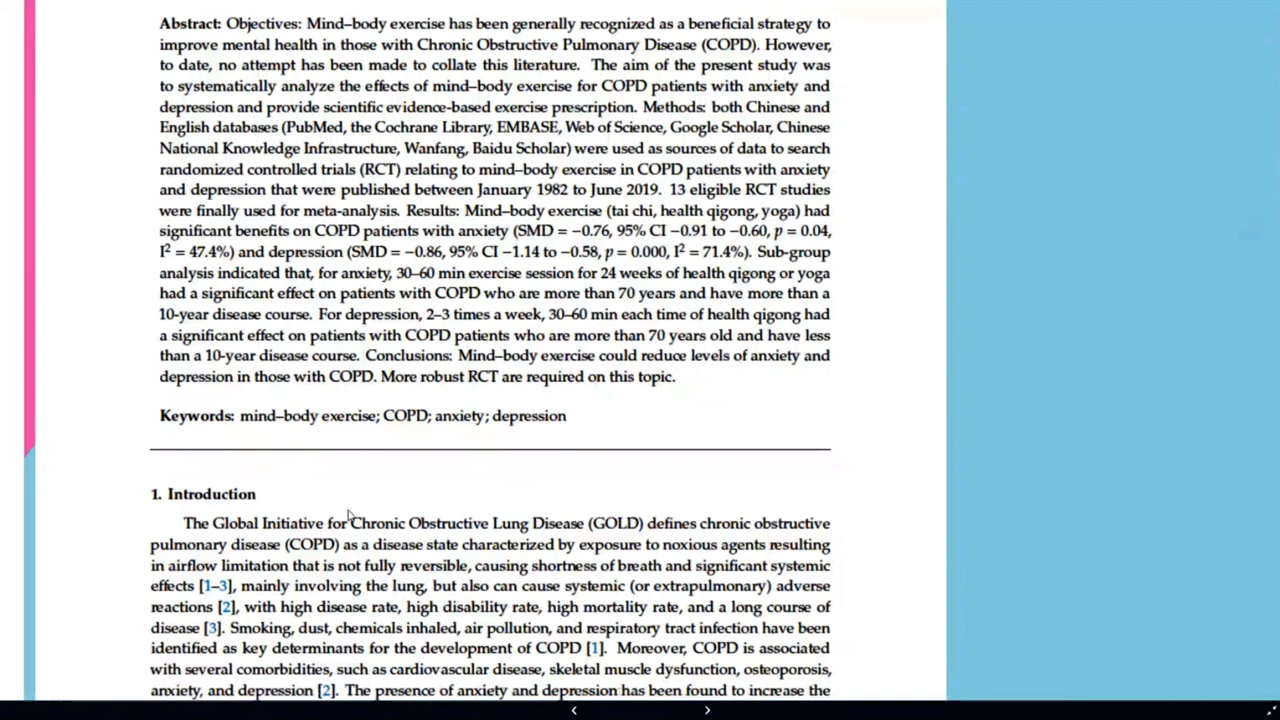 Abstract: Objectives: Mind–body exercise has been generally recognized as a beneficial strategy to
improve mental health in those with Chronic Obstructive Pulmonary Disease (COPD). However,
to date, no attempt has been made to collate this literature. The aim of the present study was
to systematically analyze the effects of mind–body exercise for COPD patients with anxiety and
depression and provide scientific evidence-based exercise prescription. Methods: both Chinese and
English databases (PubMed, the Cochrane Library, EMBASE, Web of Science, Google Scholar, Chinese
National Knowledge Infrastructure, Wanfang, Baidu Scholar) were used as sources of data to search
randomized controlled trials (RCT) relating to mind–body exercise in COPD patients with anxiety
and depression that were published between January 1982 to June 2019. 13 eligible RCT studies
were finally used for meta-analysis. Results: Mind–body exercise (tai chi, health qigong, yoga) had
significant benefits on COPD patients with anxiety (SMD = −0.76, 95% CI −0.91 to −0.60, p = 0.04,
I² = 47.4%) and depression (SMD = −0.86, 95% CI −1.14 to −0.58, p = 0.000, I² = 71.4%). Sub-group
analysis indicated that, for anxiety, 30–60 min exercise session for 24 weeks of health qigong or yoga
had a significant effect on patients with COPD who are more than 70 years and have more than a
10-year disease course. For depression, 2–3 times a week, 30–60 min each time of health qigong had
a significant effect on patients with COPD patients who are more than 70 years old and have less
than a 10-year disease course. Conclusions: Mind–body exercise could reduce levels of anxiety and
depression in those with COPD. More robust RCT are required on this topic.
Keywords: mind–body exercise; COPD; anxiety; depression
1. Introduction
The Global Initiative for Chronic Obstructive Lung Disease (GOLD) defines chronic obstructive
pulmonary disease (COPD) as a disease state characterized by exposure to noxious agents resulting
in airflow limitation that is not fully reversible, causing shortness of breath and significant systemic
effects [1–3], mainly involving the lung, but also can cause systemic (or extrapulmonary) adverse
reactions [2], with high disease rate, high disability rate, high mortality rate, and a long course of
disease [3]. Smoking, dust, chemicals inhaled, air pollution, and respiratory tract infection have been
identified as key determinants for the development of COPD [1]. Moreover, COPD is associated
with several comorbidities, such as cardiovascular disease, skeletal muscle dysfunction, osteoporosis,
anxiety, and depression [2]. The presence of anxiety and depression has been found to increase the